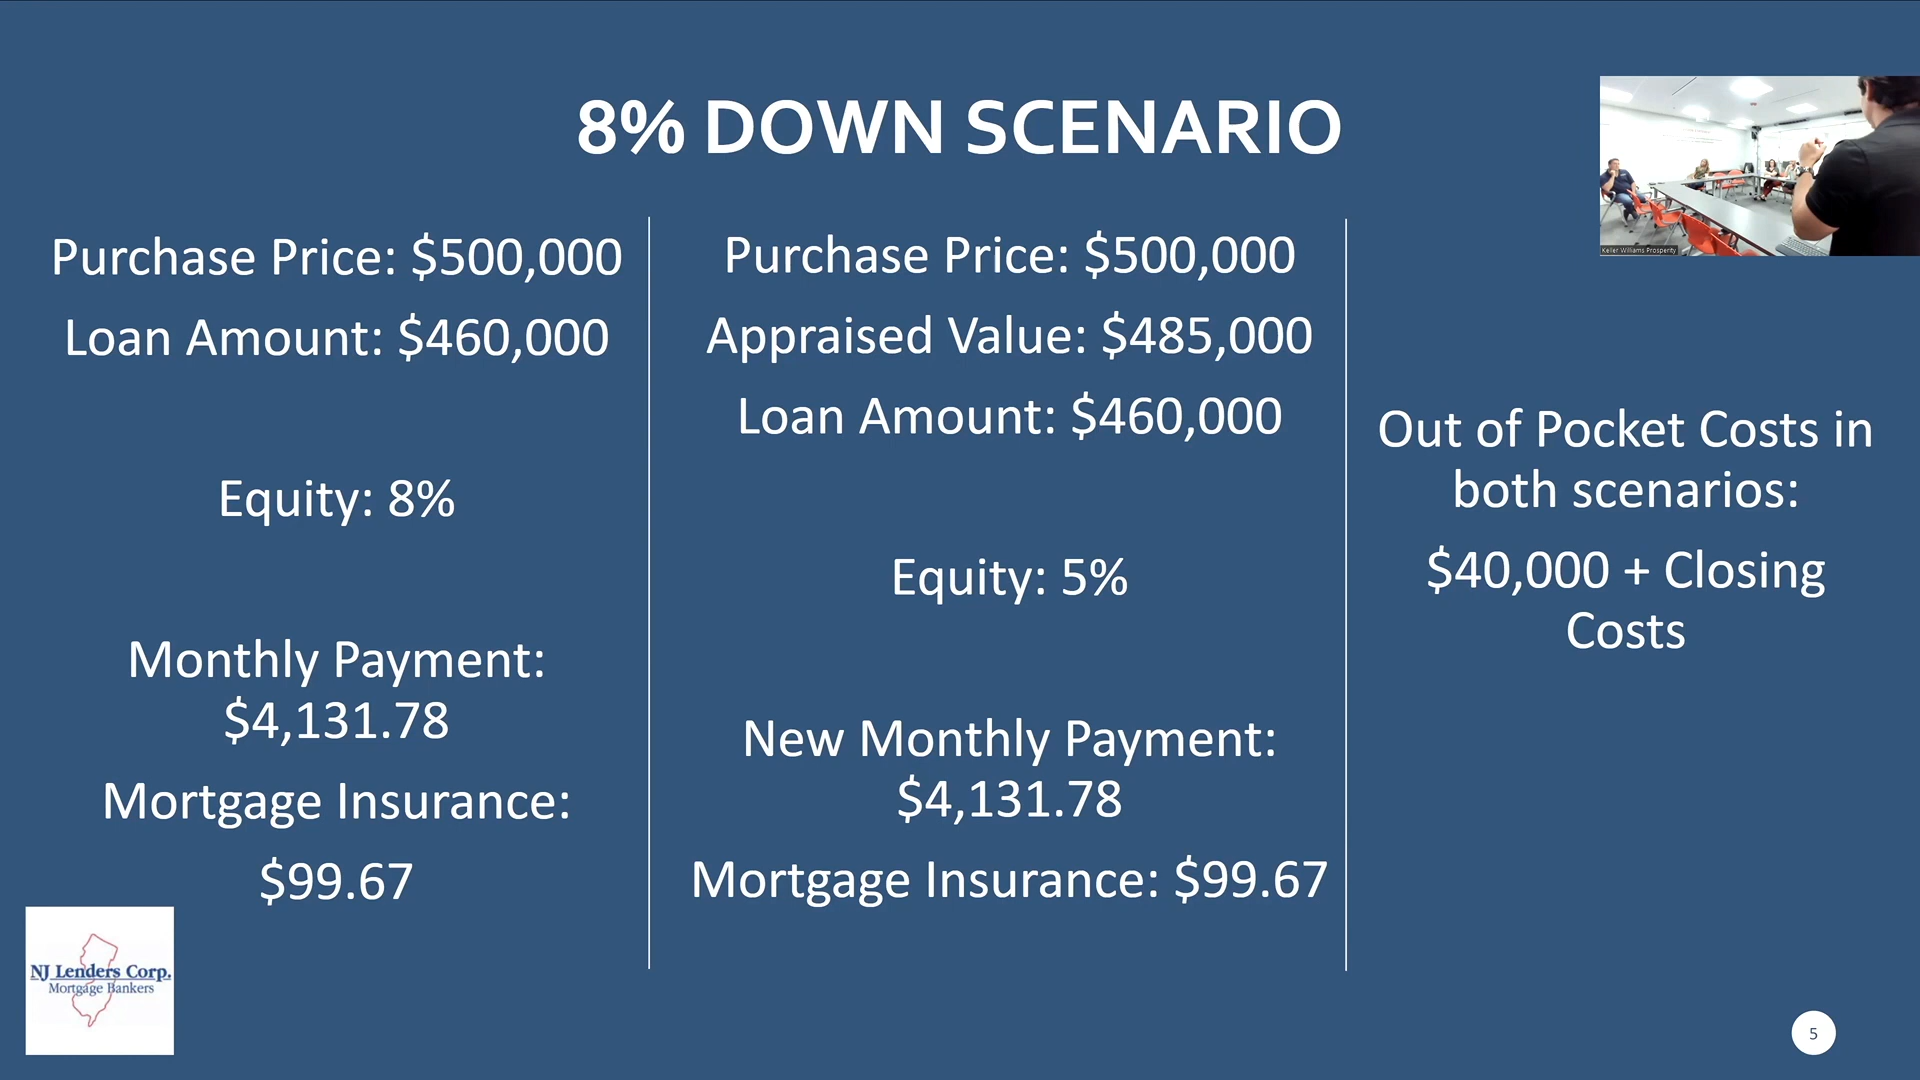 8% DOWN SCENARIO
Purchase Price: $500,000
Loan Amount: $460,000
Equity: 8%
Monthly Payment:
$4,131.78
Mortgage Insurance:
$99.67
Purchase Price: $500,000
Appraised Value: $485,000
Loan Amount: $460,000
Equity: 5%
New Monthly Payment:
$4,131.78
Mortgage Insurance: $99.67
Out of Pocket Costs in
both scenarios:
$40,000 + Closing
Costs
Keller Williams Prosperity
NJ Lenders Corp.
Mortgage Bankers
5